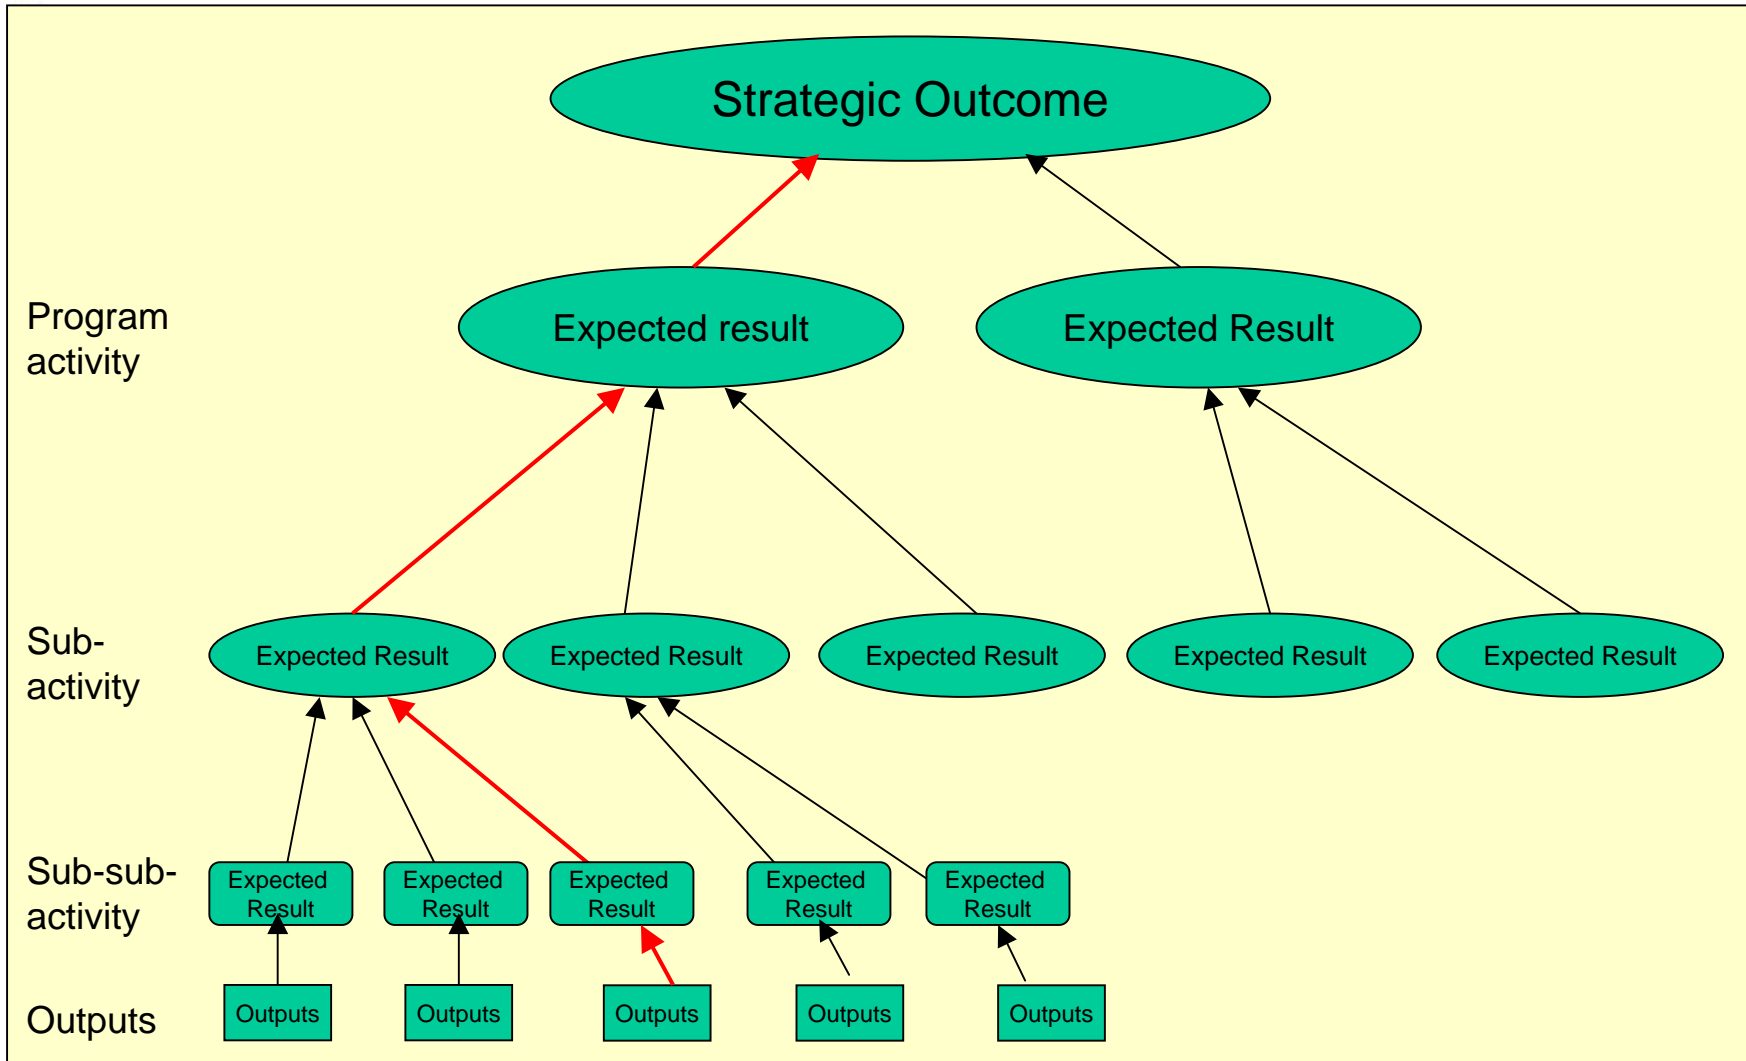 Strategic Outcome
Program
activity
Expected result
Expected Result
Sub-
activity
Expected Result
Expected Result
Expected Result
Expected Result
Expected Result
Sub-sub-
activity
Expected
Result
Expected
Result
Expected
Result
Expected
Result
Expected
Result
Outputs
Outputs
Outputs
Outputs
Outputs
Outputs